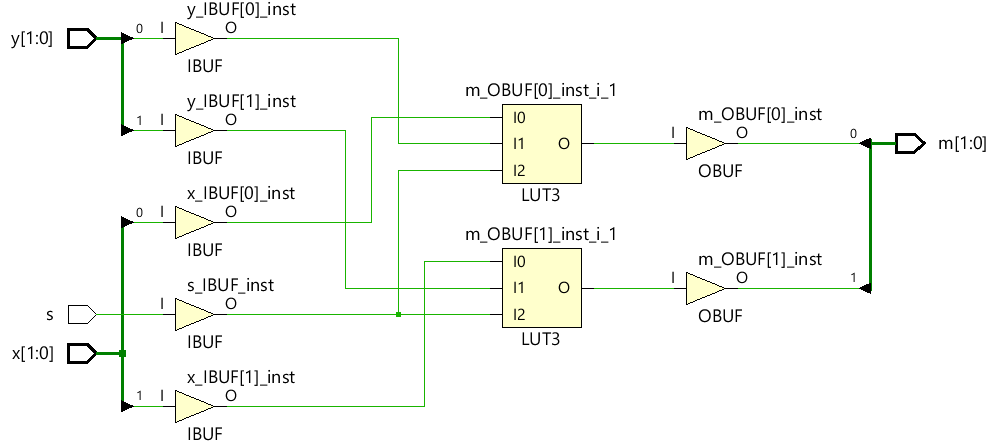 y_IBUF[0]_inst
y[1:0]
0
I
O
IBUF
y_IBUF[1]_inst
1
I
O
IBUF
x_IBUF[0]_inst
0
I
O
IBUF
s_IBUF_inst
s
I
O
IBUF
x[1:0]
x_IBUF[1]_inst
1
I
O
IBUF
m_OBUF[0]_inst_i_1
I0
I1
O
I2
LUT3
m_OBUF[1]_inst_i_1
I0
I1
O
I2
LUT3
m_OBUF[0]_inst
I
O
OBUF
0
m[1:0]
m_OBUF[1]_inst
I
O
OBUF
1